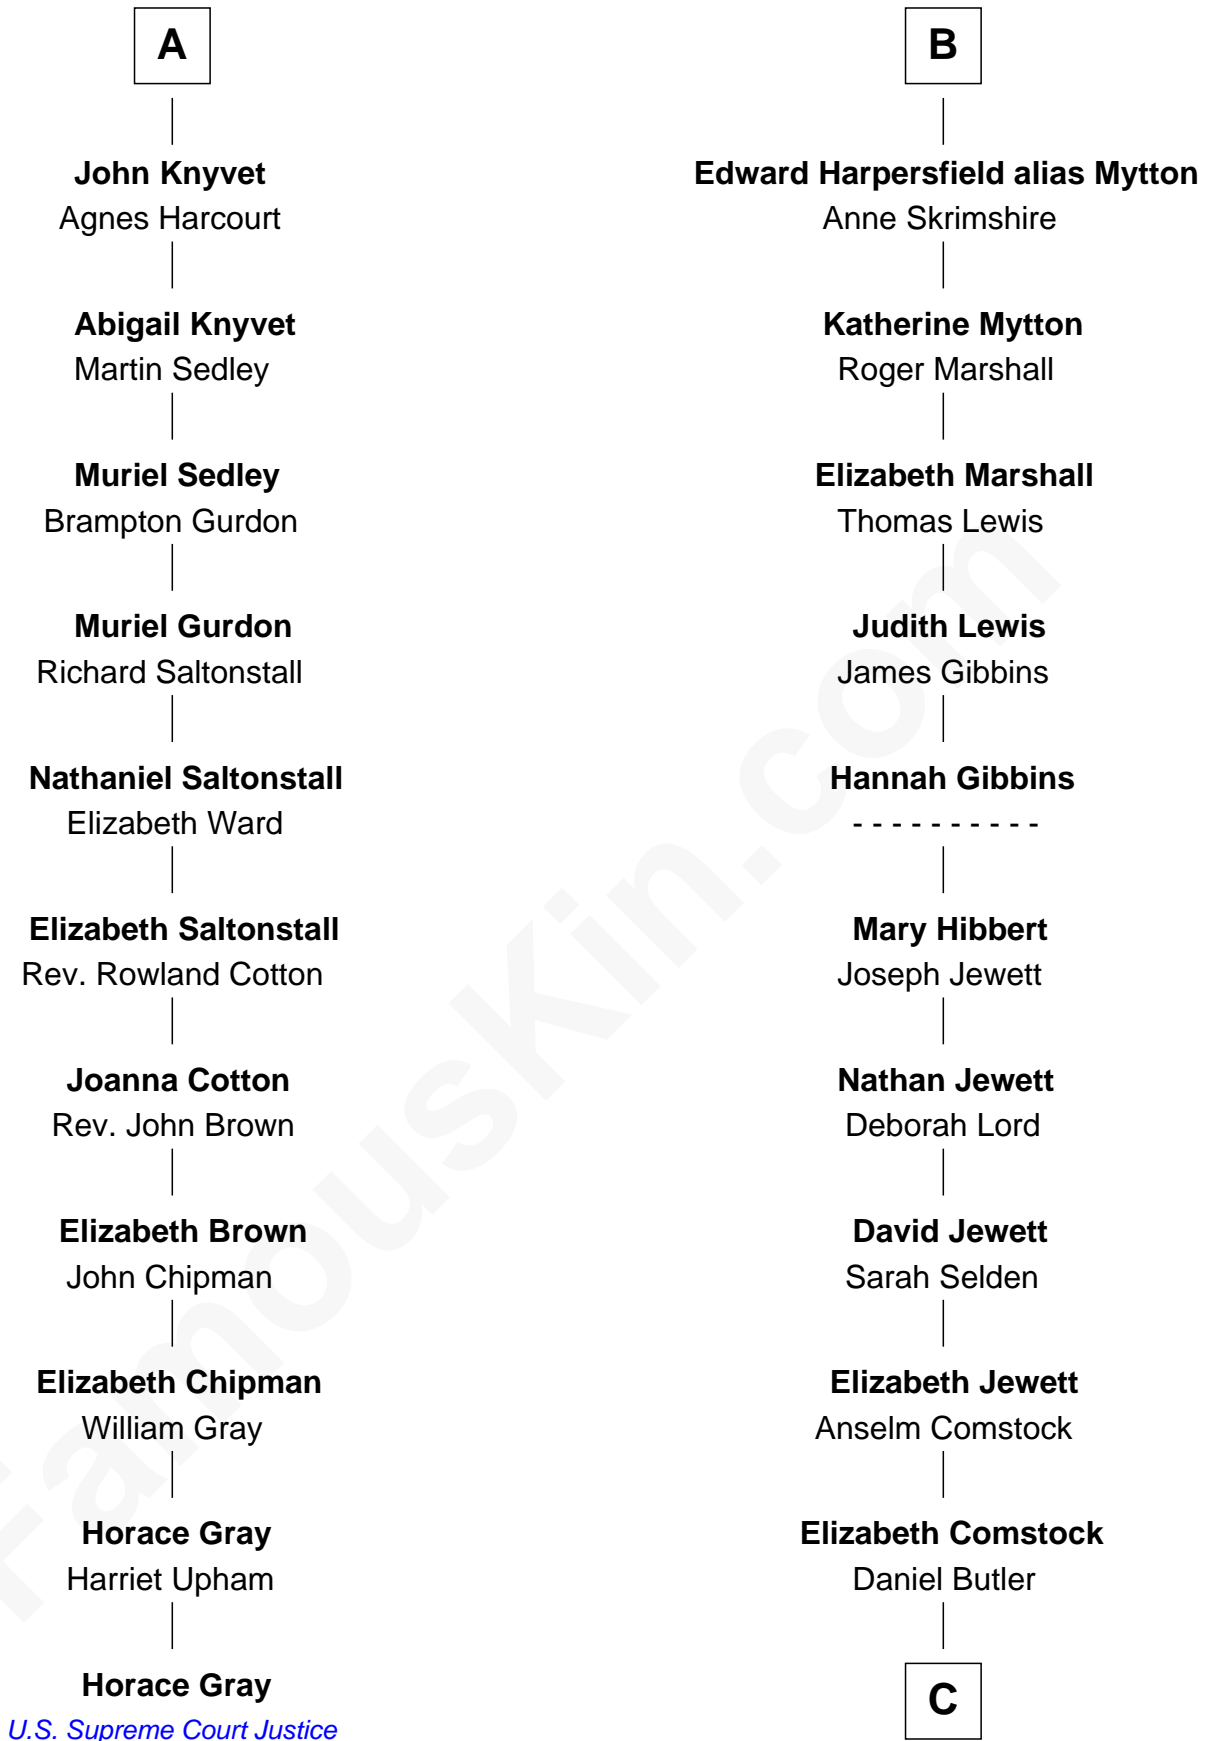 A
John Knyvet
Agnes Harcourt
Abigail Knyvet
Martin Sedley
Muriel Sedley
Brampton Gurdon
Muriel Gurdon
Richard Saltonstall
Nathaniel Saltonstall
Elizabeth Ward
Elizabeth Saltonstall
Rev. Rowland Cotton
Joanna Cotton
Rev. John Brown
Elizabeth Brown
John Chipman
Elizabeth Chipman
William Gray
Horace Gray
Harriet Upham
Horace Gray
U.S. Supreme Court Justice
B
Edward Harpersfield alias Mytton
Anne Skrimshire
Katherine Mytton
Roger Marshall
Elizabeth Marshall
Thomas Lewis
Judith Lewis
James Gibbins
Hannah Gibbins
- - - - - - - - - -
Mary Hibbert
Joseph Jewett
Nathan Jewett
Deborah Lord
David Jewett
Sarah Selden
Elizabeth Jewett
Anselm Comstock
Elizabeth Comstock
Daniel Butler
C
FamousKin.com